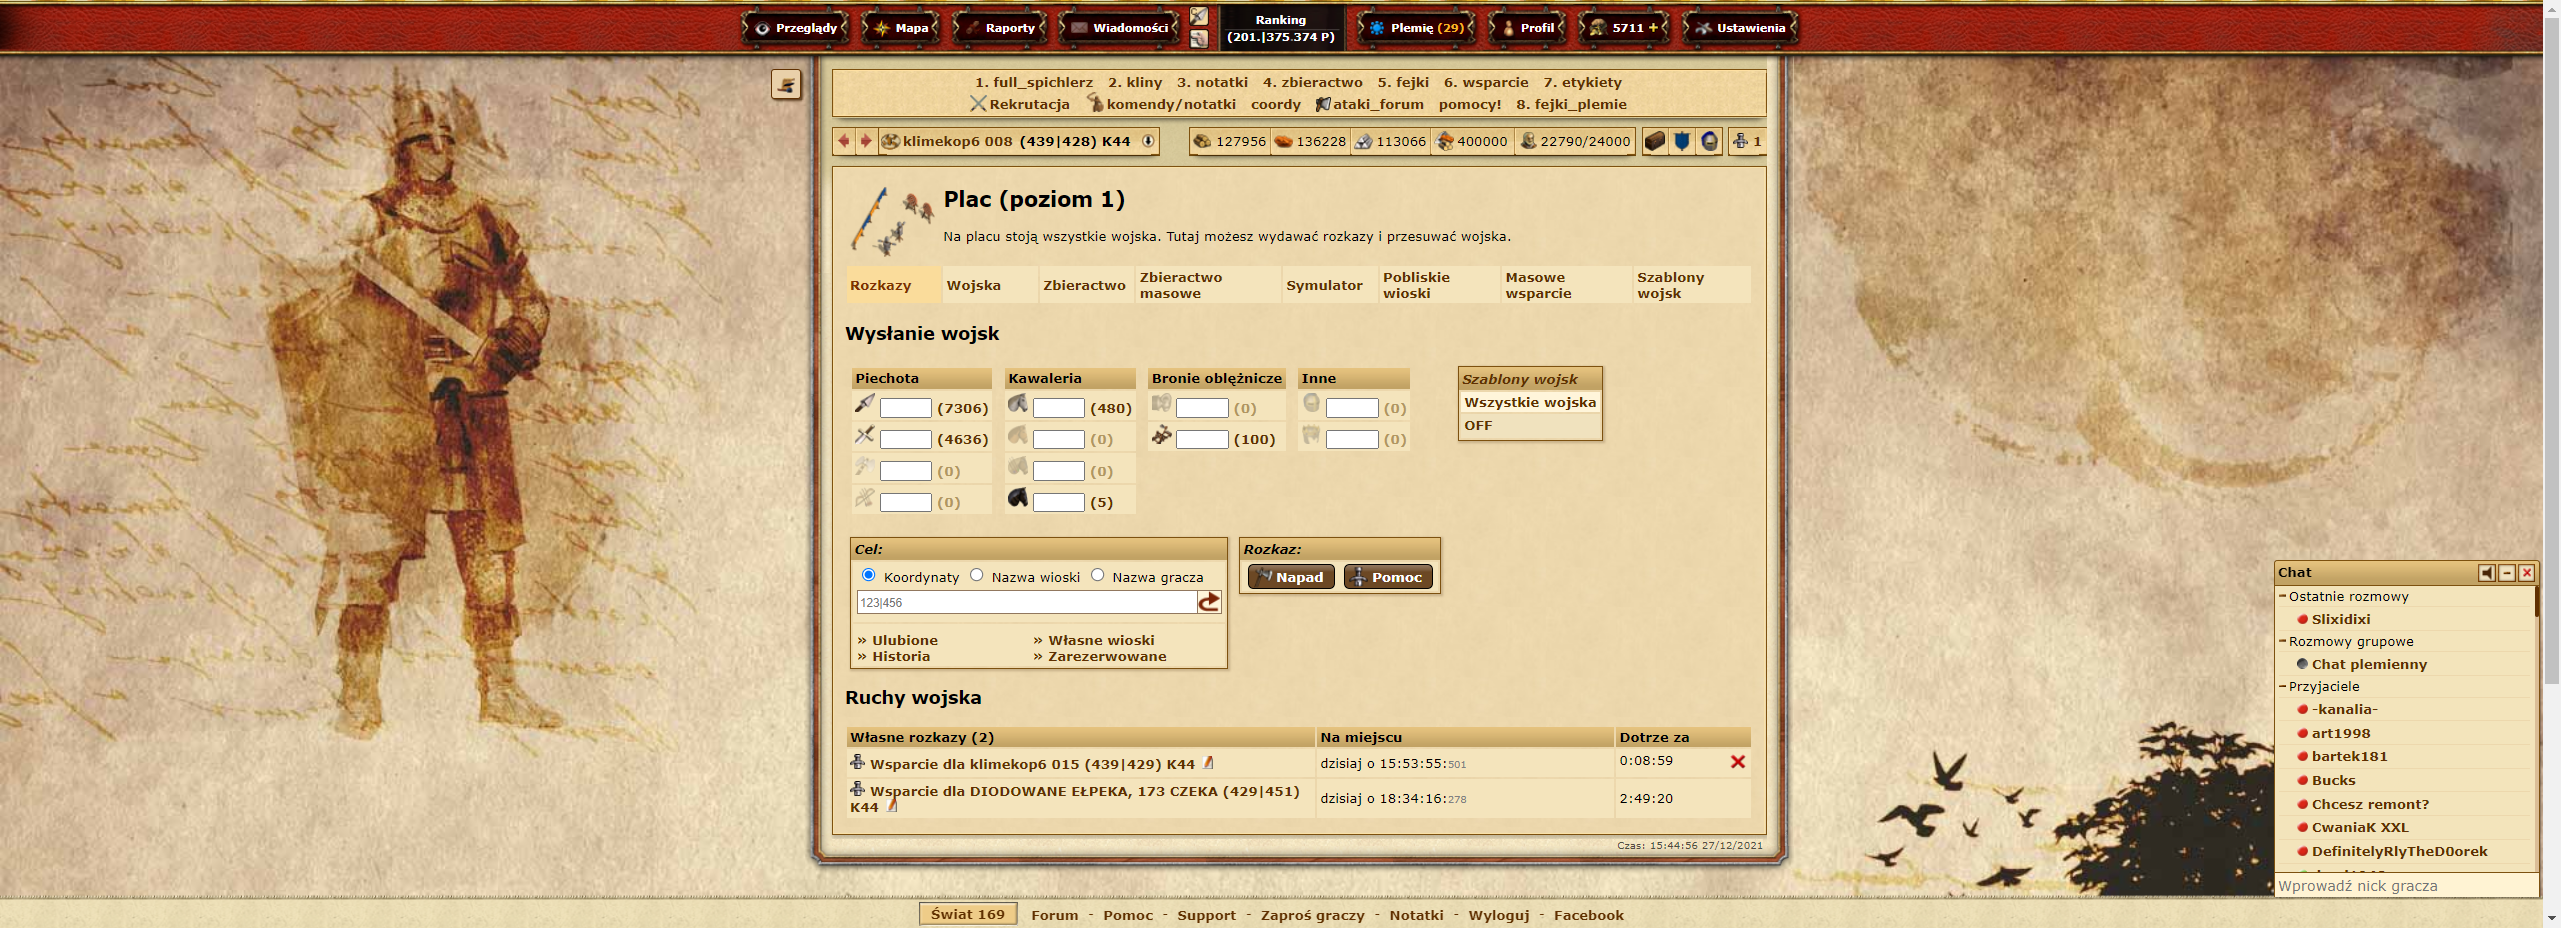 Przeglądy Mapa Raporty Wiadomości Ranking Plemię (29) Profil 5711 + Ustawienia
(201.|375.374 P)
1. full_spichlerz 2. kliny 3. notatki 4. zbieractwo 5. fejki 6. wsparcie 7. etykiety
Rekrutacja komendy/notatki coordy ataki_forum pomocy! 8. fejki_plemie
klimekop6 008 (439|428) K44 127956 136228 113066 400000 22790/24000 1
Plac (poziom 1)
Na placu stoją wszystkie wojska. Tutaj możesz wydawać rozkazy i przesuwać wojska.
Rozkazy Wojska Zbieractwo Zbieractwo masowe Symulator Pobliskie wioski Masowe wsparcie Szablony wojsk
Wysłanie wojsk
Piechota Kawaleria Bronie oblężnicze Inne Szablony wojsk
(7306) (480) (0) (0) Wszystkie wojska
(4636) (0) (100) (0) OFF
(0) (0)
(0) (5)
Cel: Rozkaz:
Koordynaty Nazwa wioski Nazwa gracza Napad Pomoc
123|456
» Ulubione » Własne wioski
» Historia » Zarezerwowane
Ruchy wojska
Własne rozkazy (2) Na miejscu Dotrze za
Wsparcie dla klimekop6 015 (439|429) K44 dzisiaj o 15:53:55:501 0:08:59
Wsparcie dla DIODOWANE EŁPEKA, 173 CZEKA (429|451) K44 dzisiaj o 18:34:16:278 2:49:20
Czas: 15:44:56 27/12/2021
Chat
Ostatnie rozmowy
Slixidixi
Rozmowy grupowe
Chat plemienny
Przyjaciele
-kanalia-
art1998
bartek181
Bucks
Chcesz remont?
CwaniaK XXL
DefinitelyRlyTheD0orek
Wprowadź nick gracza
Świat 169 Forum - Pomoc - Support - Zaproś graczy - Notatki - Wyloguj - Facebook